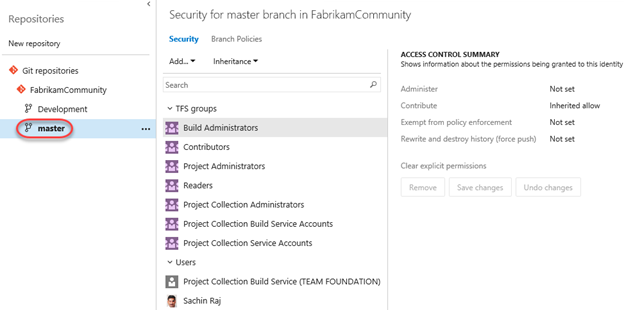 Repositories
New repository
Git repositories
FabrikamCommunity
Development
master
Security for master branch in FabrikamCommunity
Security
Branch Policies
Add...
Inheritance
Search
TFS groups
Build Administrators
Contributors
Project Administrators
Readers
Project Collection Administrators
Project Collection Build Service Accounts
Project Collection Service Accounts
Users
Project Collection Build Service (TEAM FOUNDATION)
Sachin Raj
ACCESS CONTROL SUMMARY
Shows information about the permissions being granted to this identity
Administer Not set
Contribute Inherited allow
Exempt from policy enforcement Not set
Rewrite and destroy history (force push) Not set
Clear explicit permissions
Remove Save changes Undo changes